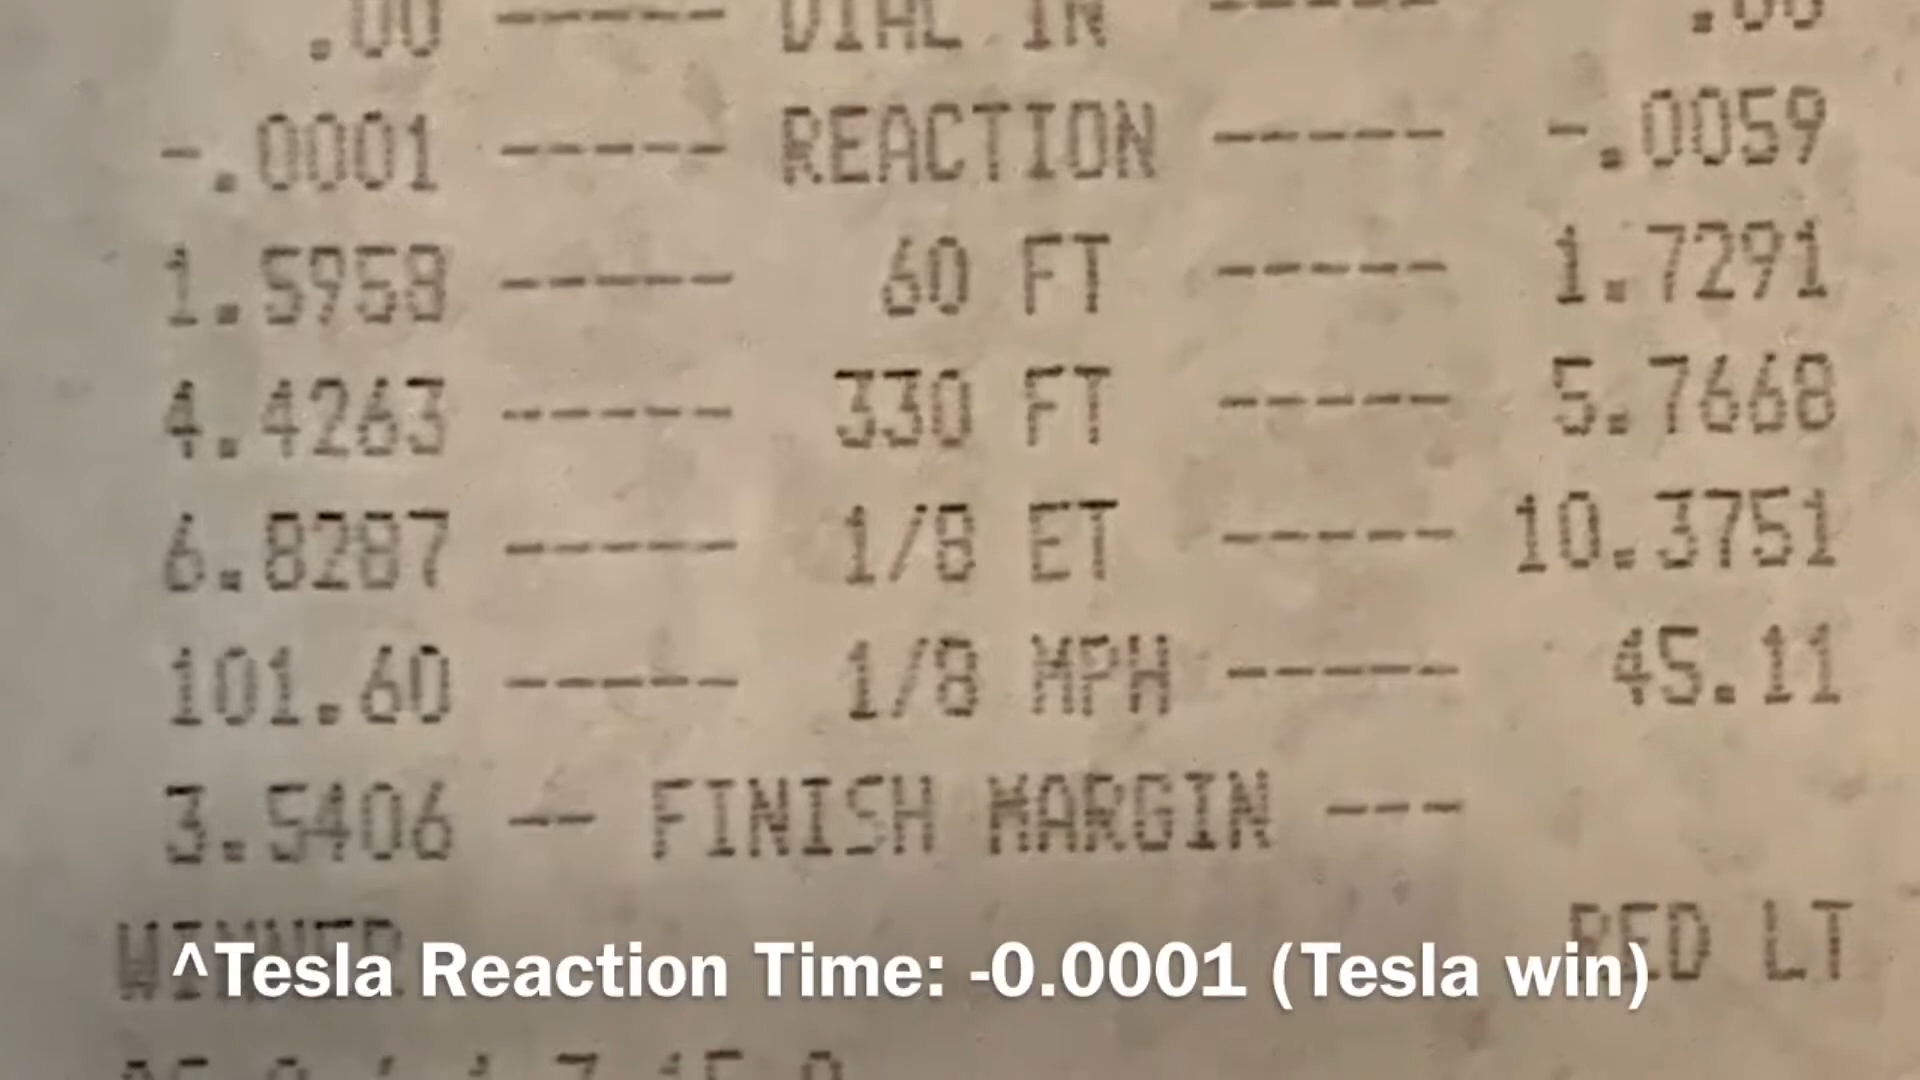 .00 ----- DIAL IN ----- .00
-.0001 ----- REACTION ----- -.0059
1.5958 ----- 60 FT ----- 1.7291
4.4263 ----- 330 FT ----- 5.7668
6.8287 ----- 1/8 ET ----- 10.3751
101.60 ----- 1/8 MPH ----- 45.11
3.5406 -- FINISH MARGIN ---
WINNER RED LT
^Tesla Reaction Time: -0.0001 (Tesla win)